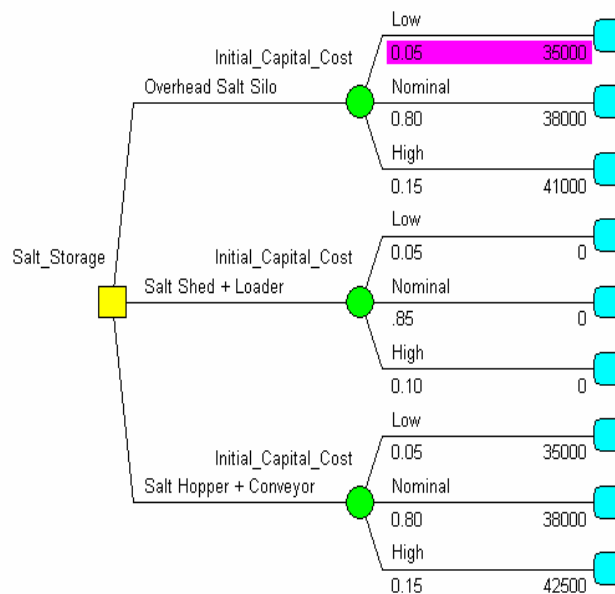 Low
Initial_Capital_Cost
0.05 35000
Overhead Salt Silo
Nominal
0.80 38000
High
0.15 41000
Low
Salt_Storage
Initial_Capital_Cost
0.05 0
Salt Shed + Loader
Nominal
.85 0
High
0.10 0
Low
Initial_Capital_Cost
0.05 35000
Salt Hopper + Conveyor
Nominal
0.80 38000
High
0.15 42500